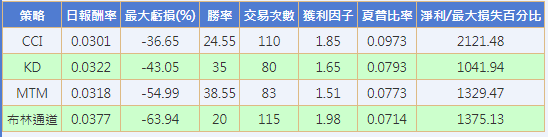 策略 日報酬率 最大虧損(%) 勝率 交易次數 獲利因子 夏普比率 淨利/最大損失百分比
CCI 0.0301 -36.65 24.55 110 1.85 0.0973 2121.48
KD 0.0322 -43.05 35 80 1.65 0.0793 1041.94
MTM 0.0318 -54.99 38.55 83 1.51 0.0773 1329.47
布林通道 0.0377 -63.94 20 115 1.98 0.0714 1375.13